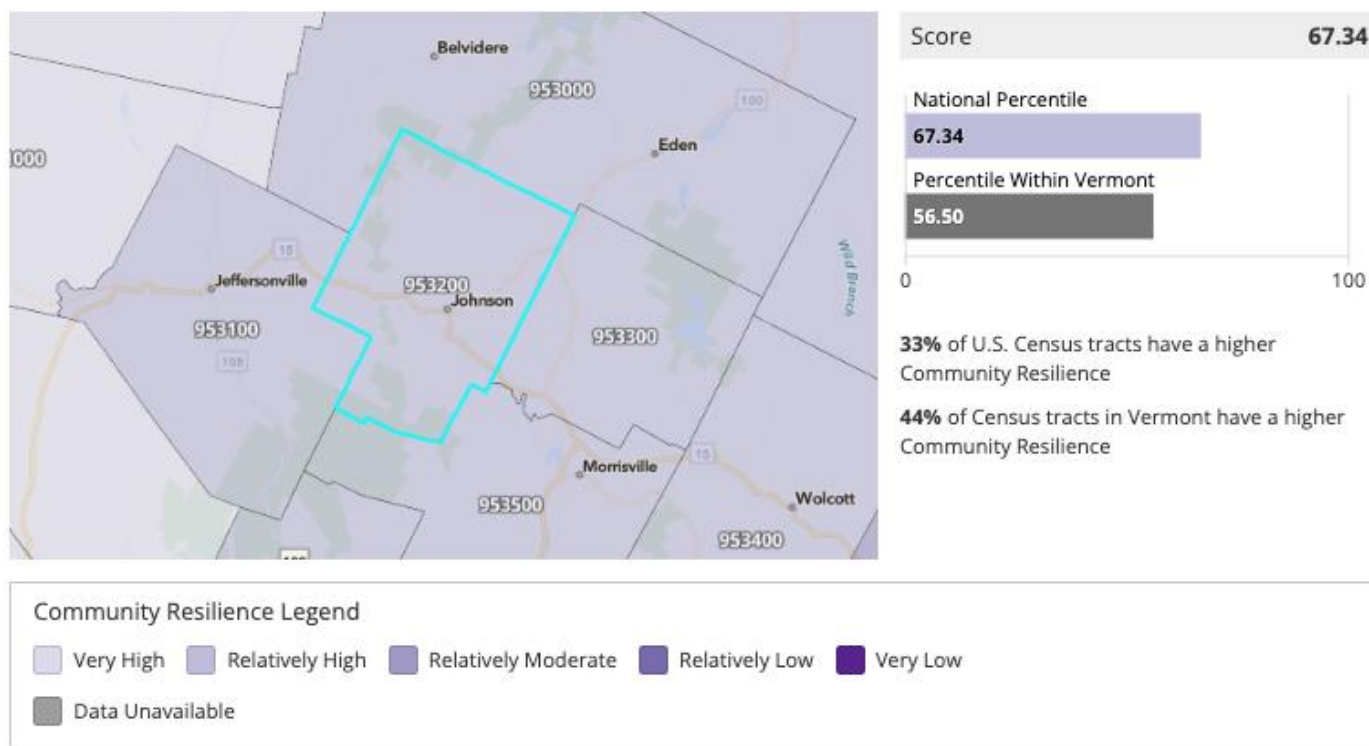 Belvidere
953000
100
Eden
000
15
Jeffersonville
953200
Johnson
953100
108
953300
Wild Branch
Morrisville
15
953500
Wolcott
953400
Score 67.34
National Percentile
67.34
Percentile Within Vermont
56.50
0 100
33% of U.S. Census tracts have a higher
Community Resilience
44% of Census tracts in Vermont have a higher
Community Resilience
Community Resilience Legend
Very High Relatively High Relatively Moderate Relatively Low Very Low
Data Unavailable